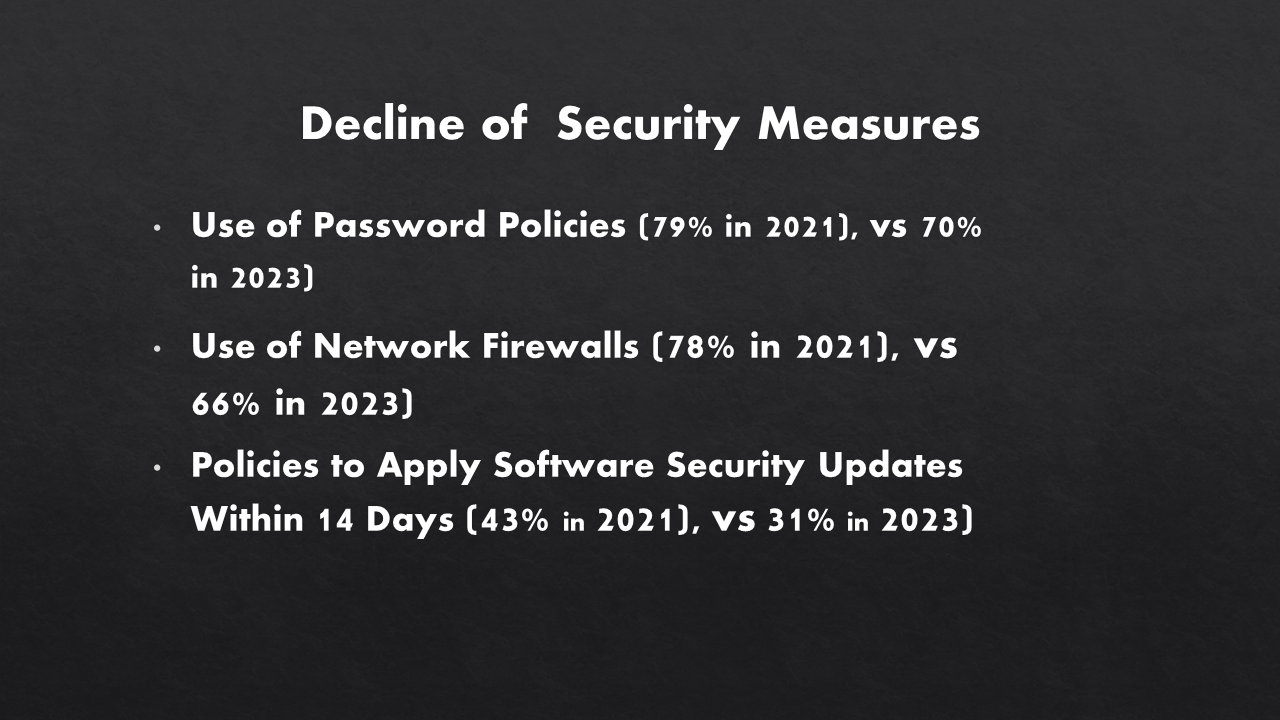 Decline of  Security Measures
• Use of Password Policies (79% in 2021), vs 70%
in 2023)
• Use of Network Firewalls (78% in 2021), vs
66% in 2023)
• Policies to Apply Software Security Updates
Within 14 Days (43% in 2021), vs 31% in 2023)